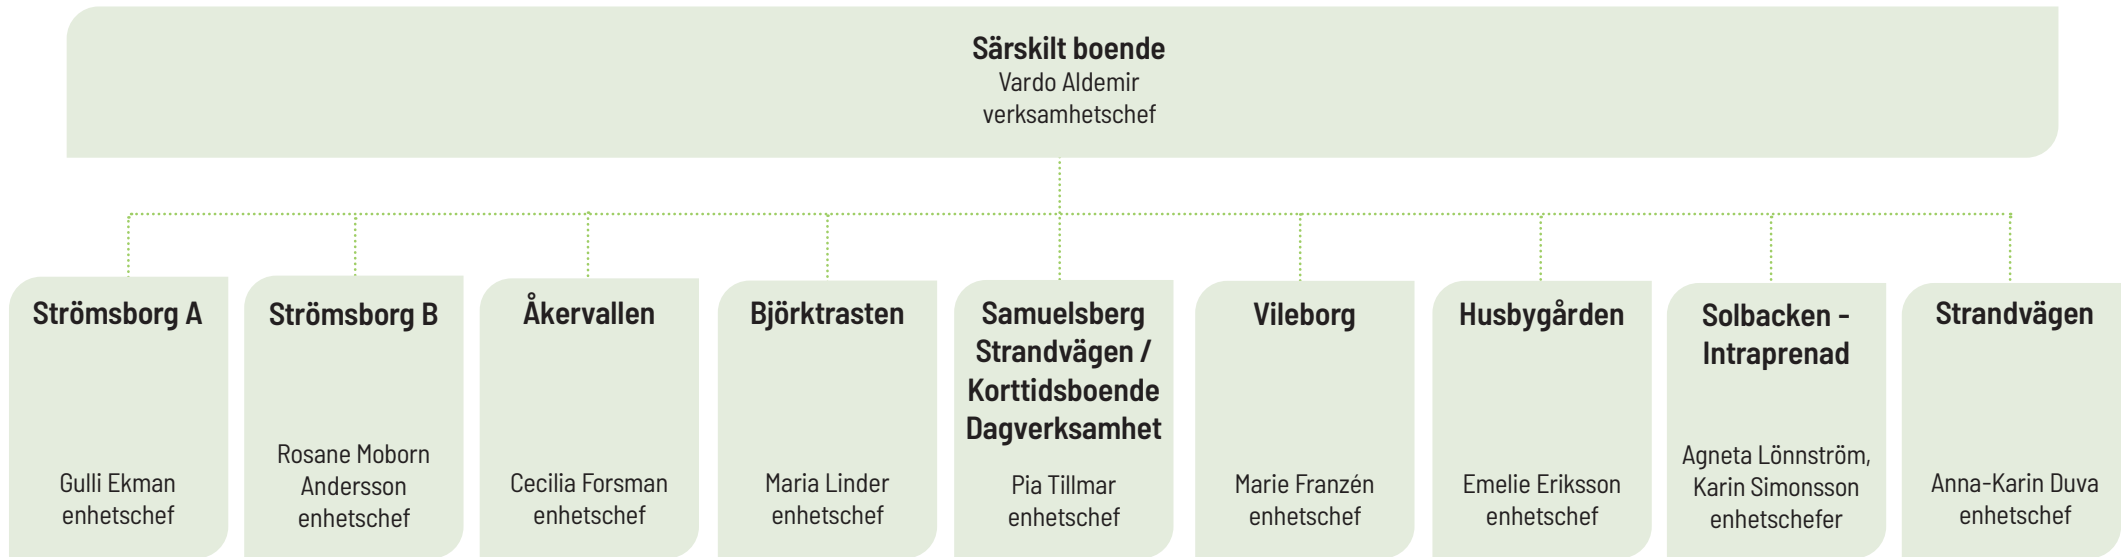 Särskilt boende
Vardo Aldemir
verksamhetschef
Strömsborg A
Gulli Ekman
enhetschef
Strömsborg B
Rosane Moborn
Andersson
enhetschef
Åkervallen
Cecilia Forsman
enhetschef
Björktrasten
Maria Linder
enhetschef
Samuelsberg
Strandvägen /
Korttidsboende
Dagverksamhet
Pia Tillmar
enhetschef
Vileborg
Marie Franzén
enhetschef
Husbygården
Emelie Eriksson
enhetschef
Solbacken -
Intraprenad
Agneta Lönnström,
Karin Simonsson
enhetschefer
Strandvägen
Anna-Karin Duva
enhetschef